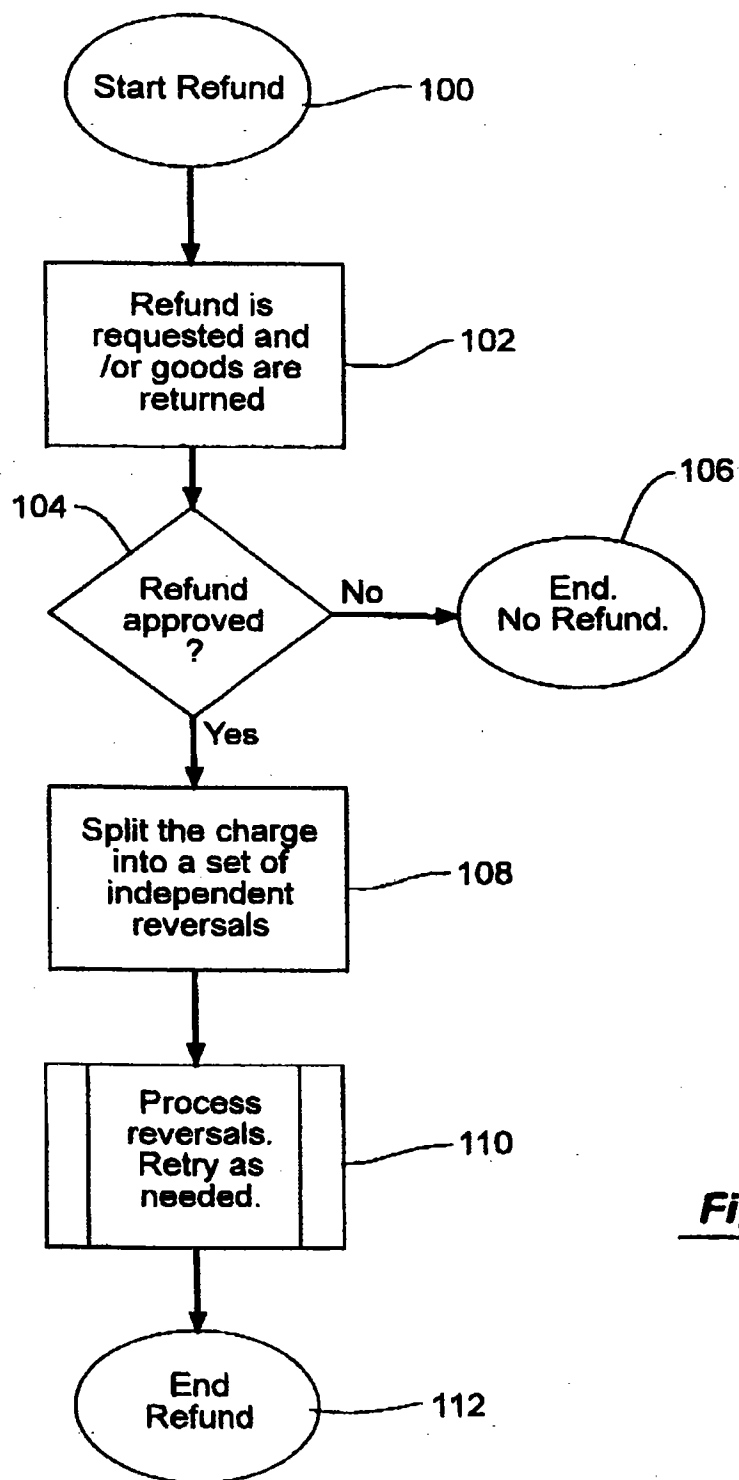 Start Refund
100
Refund is
requested and
/or goods are
returned
102
104
106
Refund
approved
?
No
End.
No Refund.
Yes
Split the charge
into a set of
independent
reversals
108
Process
reversals.
Retry as
needed.
110
Fi
End
Refund
112